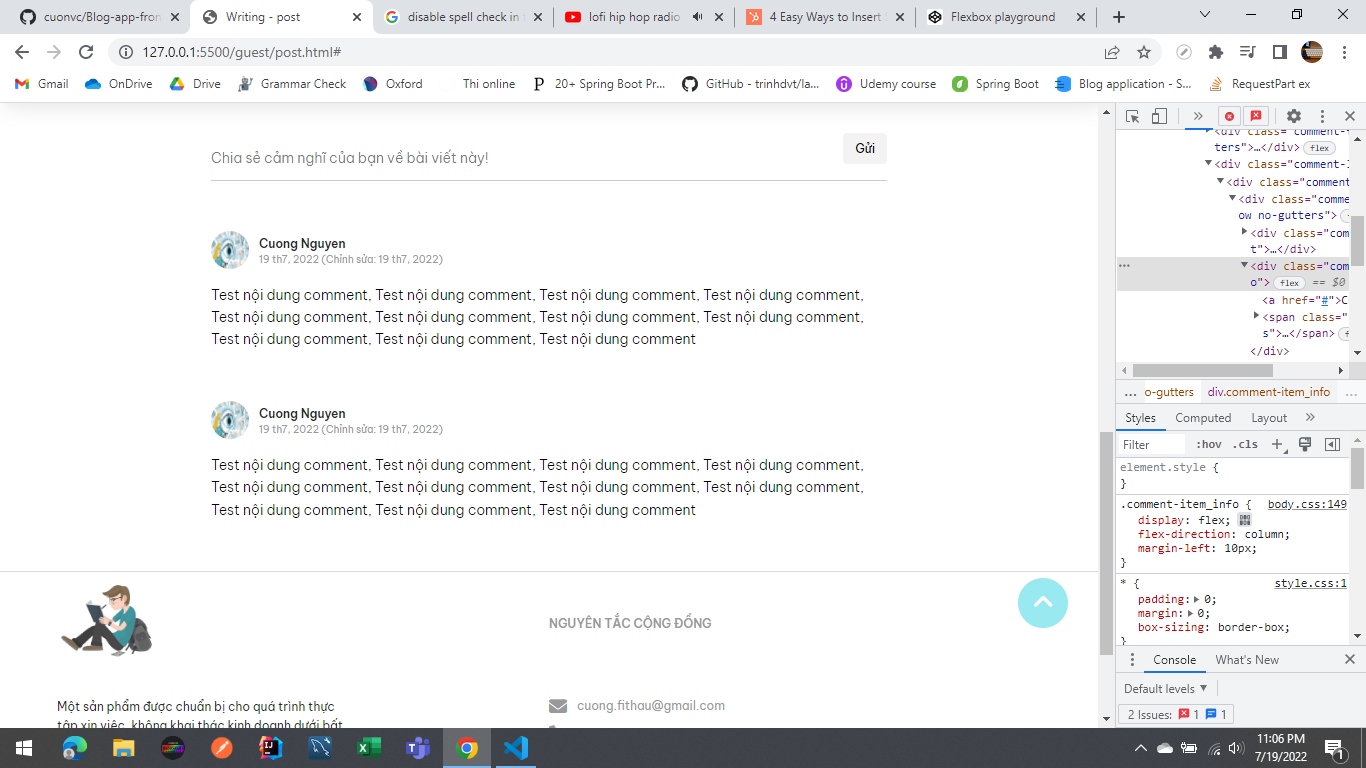 cuonvc/Blog-app-fron
Writing - post
disable spell check in
lofi hip hop radio
4 Easy Ways to Insert
Flexbox playground
127.0.0.1:5500/guest/post.html#
Gmail
OnDrive
Drive
Grammar Check
Oxford
Thi online
20+ Spring Boot Pr...
GitHub - trinhdvt/la...
Udemy course
Spring Boot
Blog application - S...
RequestPart ex
Chia sẻ cảm nghĩ của bạn về bài viết này!
Gửi
Cuong Nguyen
19 th7, 2022 (Chỉnh sửa: 19 th7, 2022)
Test nội dung comment, Test nội dung comment, Test nội dung comment, Test nội dung comment,
Test nội dung comment, Test nội dung comment, Test nội dung comment, Test nội dung comment,
Test nội dung comment, Test nội dung comment, Test nội dung comment
Cuong Nguyen
19 th7, 2022 (Chỉnh sửa: 19 th7, 2022)
Test nội dung comment, Test nội dung comment, Test nội dung comment, Test nội dung comment,
Test nội dung comment, Test nội dung comment, Test nội dung comment, Test nội dung comment,
Test nội dung comment, Test nội dung comment, Test nội dung comment
NGUYÊN TẮC CỘNG ĐỒNG
Một sản phẩm được chuẩn bị cho quá trình thực
tập xin việc, không khai thác kinh doanh dưới bất
cuong.fithau@gmail.com
<div class="comment-
ters">…</div> flex
<div class="comment-
<div class="comment
<div class="comme
ow no-gutters">
<div class="com
t">…</div>
<div class="com
o"> flex == $0
<a href="#">C
<span class="
s">…</span>
</div>
... o-gutters div.comment-item_info ...
Styles Computed Layout
Filter :hov .cls
element.style {
}
.comment-item_info { body.css:149
display: flex;
flex-direction: column;
margin-left: 10px;
}
* { style.css:1
padding: 0;
margin: 0;
box-sizing: border-box;
}
Console What's New
Default levels
2 Issues: 1 1
11:06 PM
7/19/2022
1